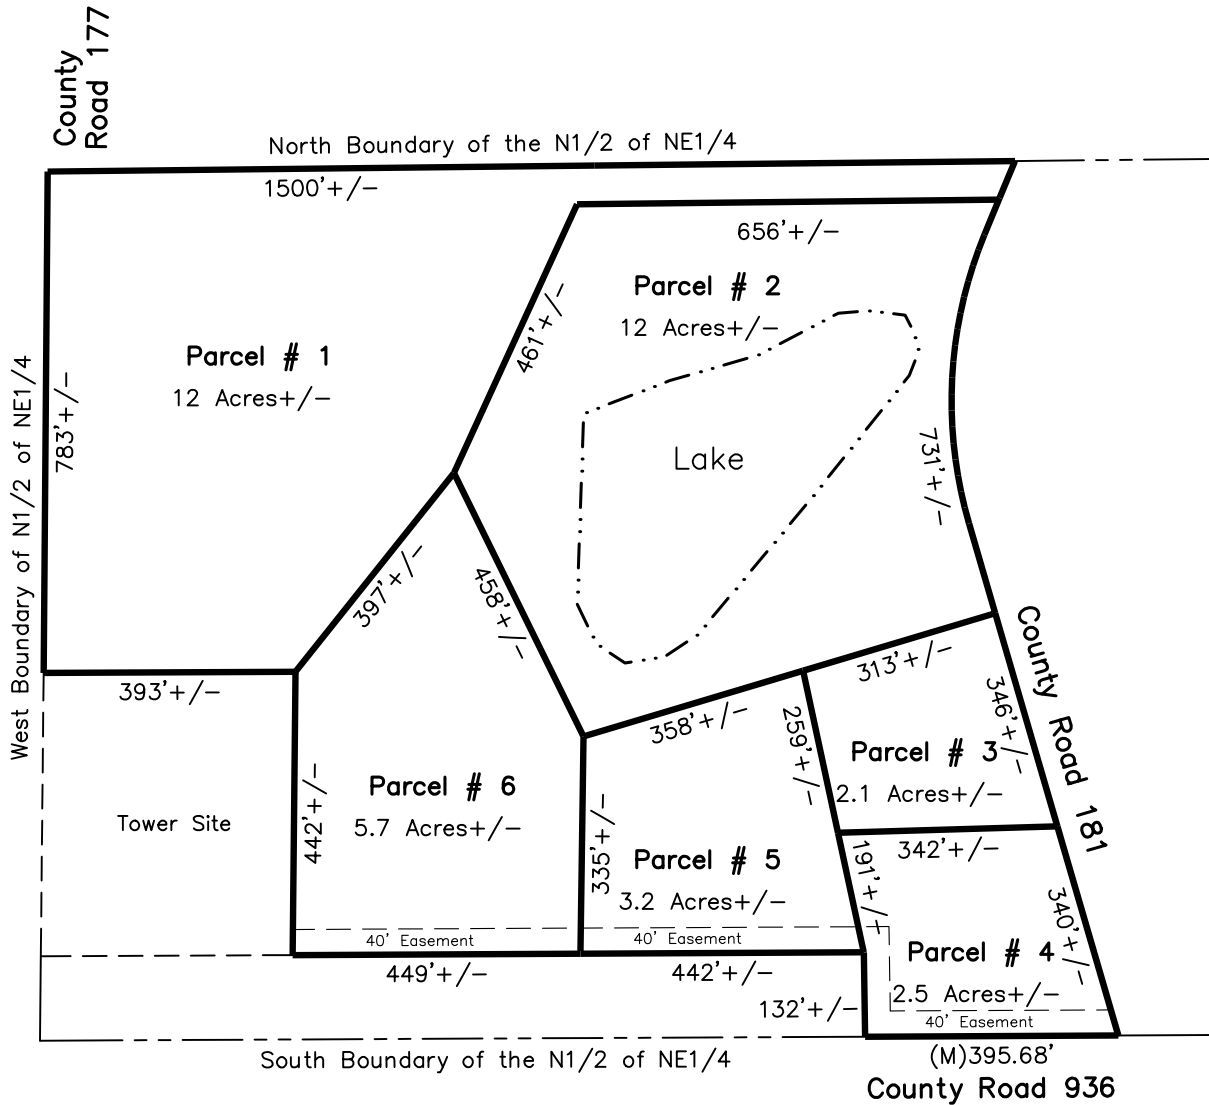 County
Road 177
North Boundary of the N1/2 of NE1/4
1500'+/-
656'+/-
Parcel # 2
12 Acres+/-
461'+/-
Parcel # 1
12 Acres+/-
783'+/-
West Boundary of N1/2 of NE1/4
Lake
731'+/-
397'+/-
458'+/-
393'+/-
313'+/-
358'+/-
County Road 181
346'+/-
259'+/-
Parcel # 3
2.1 Acres+/-
Parcel # 6
5.7 Acres+/-
442'+/-
Tower Site
335'+/-
342'+/-
191'+/-
Parcel # 5
3.2 Acres+/-
340'+/-
40' Easement
40' Easement
Parcel # 4
2.5 Acres+/-
449'+/-
442'+/-
132'+/-
40' Easement
South Boundary of the N1/2 of NE1/4
(M)395.68'
County Road 936